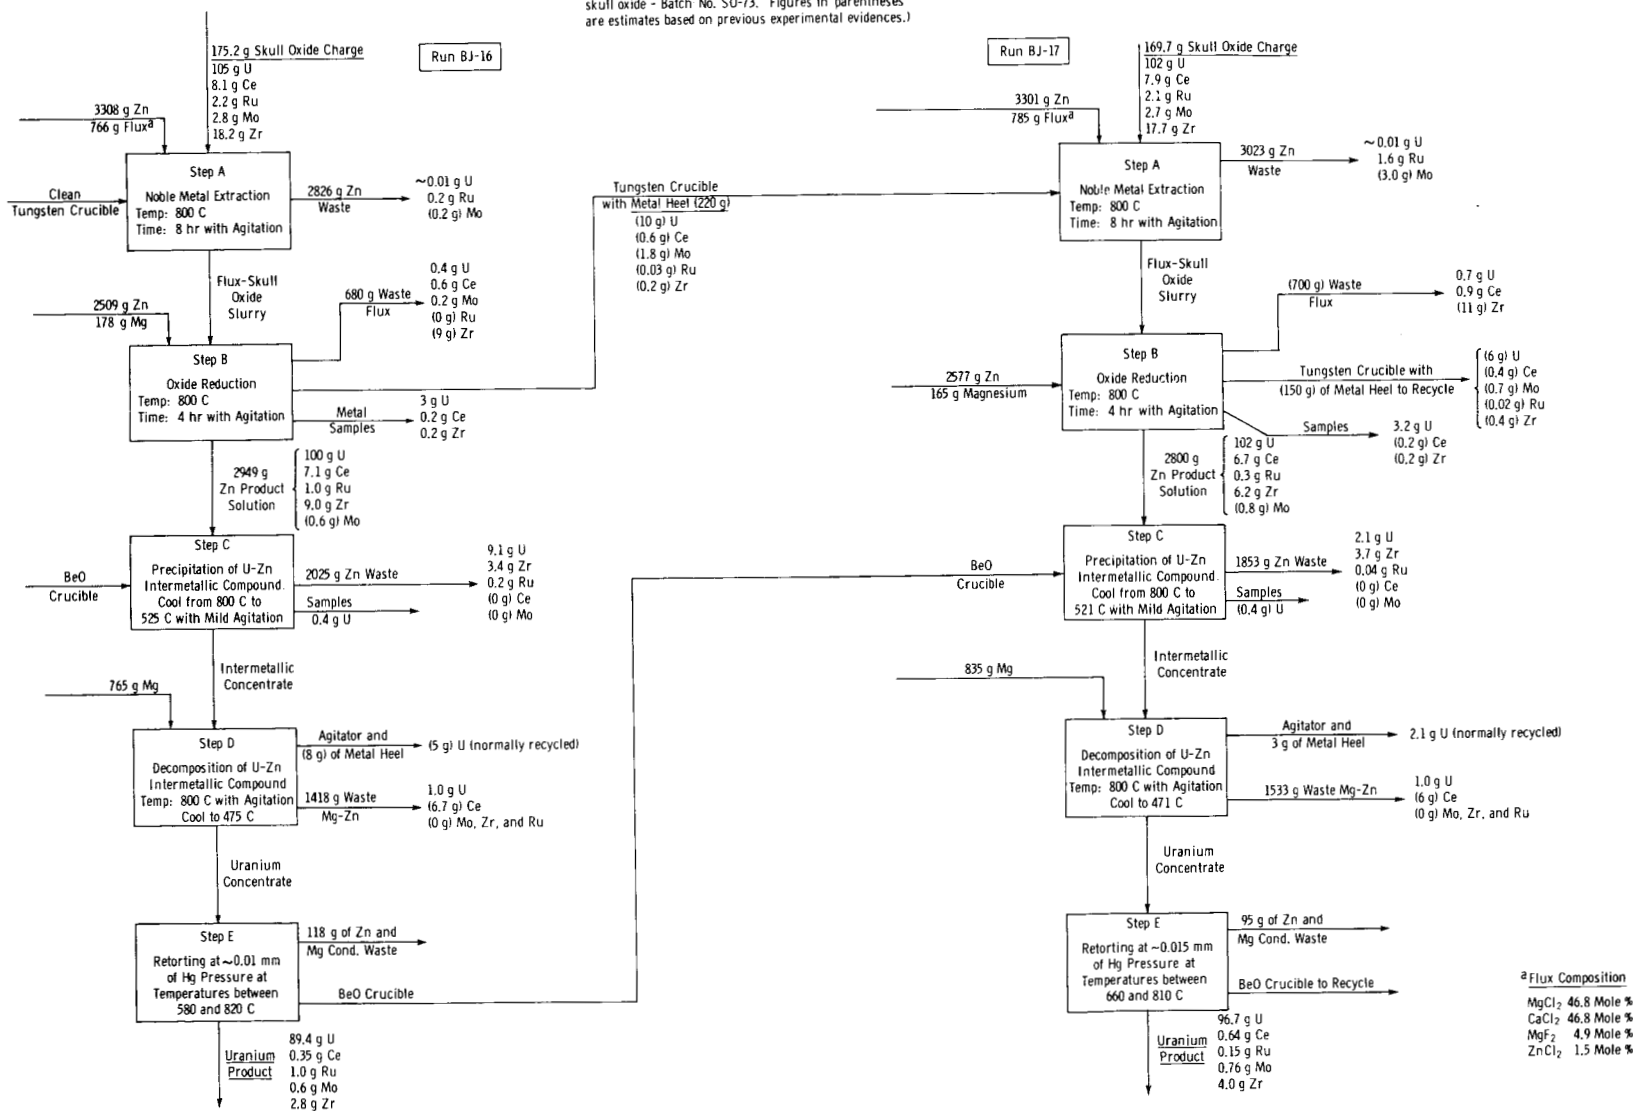 skull oxide - Batch No. SU-73. Figures in parentheses
are estimates based on previous experimental evidences.)
175.2 g Skull Oxide Charge
105 g U
8.1 g Ce
2.2 g Ru
2.8 g Mo
18.2 g Zr
Run BJ-16
3308 g Zn
766 g Flux a
Clean
Tungsten Crucible
Step A
Noble Metal Extraction
Temp: 800 C
Time: 8 hr with Agitation
2826 g Zn
Waste
~0.01 g U
0.2 g Ru
(0.2 g) Mo
Flux-Skull
Oxide
Slurry
2509 g Zn
178 g Mg
680 g Waste
Flux
0.4 g U
0.6 g Ce
0.2 g Mo
(0 g) Ru
(9 g) Zr
Step B
Oxide Reduction
Temp: 800 C
Time: 4 hr with Agitation
Metal
Samples
3 g U
0.2 g Ce
0.2 g Zr
Tungsten Crucible
with Metal Heel (220 g)
(10 g) U
(0.6 g) Ce
(1.8 g) Mo
(0.03 g) Ru
(0.2 g) Zr
2949 g
Zn Product
Solution
100 g U
7.1 g Ce
1.0 g Ru
9.0 g Zr
(0.6 g) Mo
BeO
Crucible
Step C
Precipitation of U-Zn
Intermetallic Compound.
Cool from 800 C to
525 C with Mild Agitation
2025 g Zn Waste
9.1 g U
3.4 g Zr
0.2 g Ru
(0 g) Ce
(0 g) Mo
Samples
0.4 g U
Intermetallic
Concentrate
765 g Mg
Step D
Decomposition of U-Zn
Intermetallic Compound
Temp: 800 C with Agitation
Cool to 475 C
Agitator and
(8 g) of Metal Heel
(5 g) U (normally recycled)
1418 g Waste
Mg-Zn
1.0 g U
(6.7 g) Ce
(0 g) Mo, Zr, and Ru
Uranium
Concentrate
Step E
Retorting at ~0.01 mm
of Hg Pressure at
Temperatures between
580 and 820 C
118 g of Zn and
Mg Cond. Waste
BeO Crucible
Uranium
Product
89.4 g U
0.35 g Ce
1.0 g Ru
0.6 g Mo
2.8 g Zr
Run BJ-17
169.7 g Skull Oxide Charge
102 g U
7.9 g Ce
2.1 g Ru
2.7 g Mo
17.7 g Zr
3301 g Zn
785 g Flux a
Step A
Noble Metal Extraction
Temp: 800 C
Time: 8 hr with Agitation
3023 g Zn
Waste
~0.01 g U
1.6 g Ru
(3.0 g) Mo
Flux-Skull
Oxide
Slurry
(700 g) Waste
Flux
0.7 g U
0.9 g Ce
(11 g) Zr
2577 g Zn
165 g Magnesium
Step B
Oxide Reduction
Temp: 800 C
Time: 4 hr with Agitation
Tungsten Crucible with
(150 g) of Metal Heel to Recycle
(6 g) U
(0.4 g) Ce
(0.7 g) Mo
(0.02 g) Ru
(0.4 g) Zr
Samples
3.2 g U
(0.2 g) Ce
(0.2 g) Zr
2800 g
Zn Product
Solution
102 g U
6.7 g Ce
0.3 g Ru
6.2 g Zr
(0.8 g) Mo
BeO
Crucible
Step C
Precipitation of U-Zn
Intermetallic Compound.
Cool from 800 C to
521 C with Mild Agitation
1853 g Zn Waste
2.1 g U
3.7 g Zr
0.04 g Ru
(0 g) Ce
(0 g) Mo
Samples
(0.4 g) U
Intermetallic
Concentrate
835 g Mg
Step D
Decomposition of U-Zn
Intermetallic Compound
Temp: 800 C with Agitation
Cool to 471 C
Agitator and
3 g of Metal Heel
2.1 g U (normally recycled)
1533 g Waste Mg-Zn
1.0 g U
(6 g) Ce
(0 g) Mo, Zr, and Ru
Uranium
Concentrate
Step E
Retorting at ~0.015 mm
of Hg Pressure at
Temperatures between
660 and 810 C
95 g of Zn and
Mg Cond. Waste
BeO Crucible to Recycle
Uranium
Product
96.7 g U
0.64 g Ce
0.15 g Ru
0.76 g Mo
4.0 g Zr
a Flux Composition
MgCl2 46.8 Mole %
CaCl2 46.8 Mole %
MgF2 4.9 Mole %
ZnCl2 1.5 Mole %